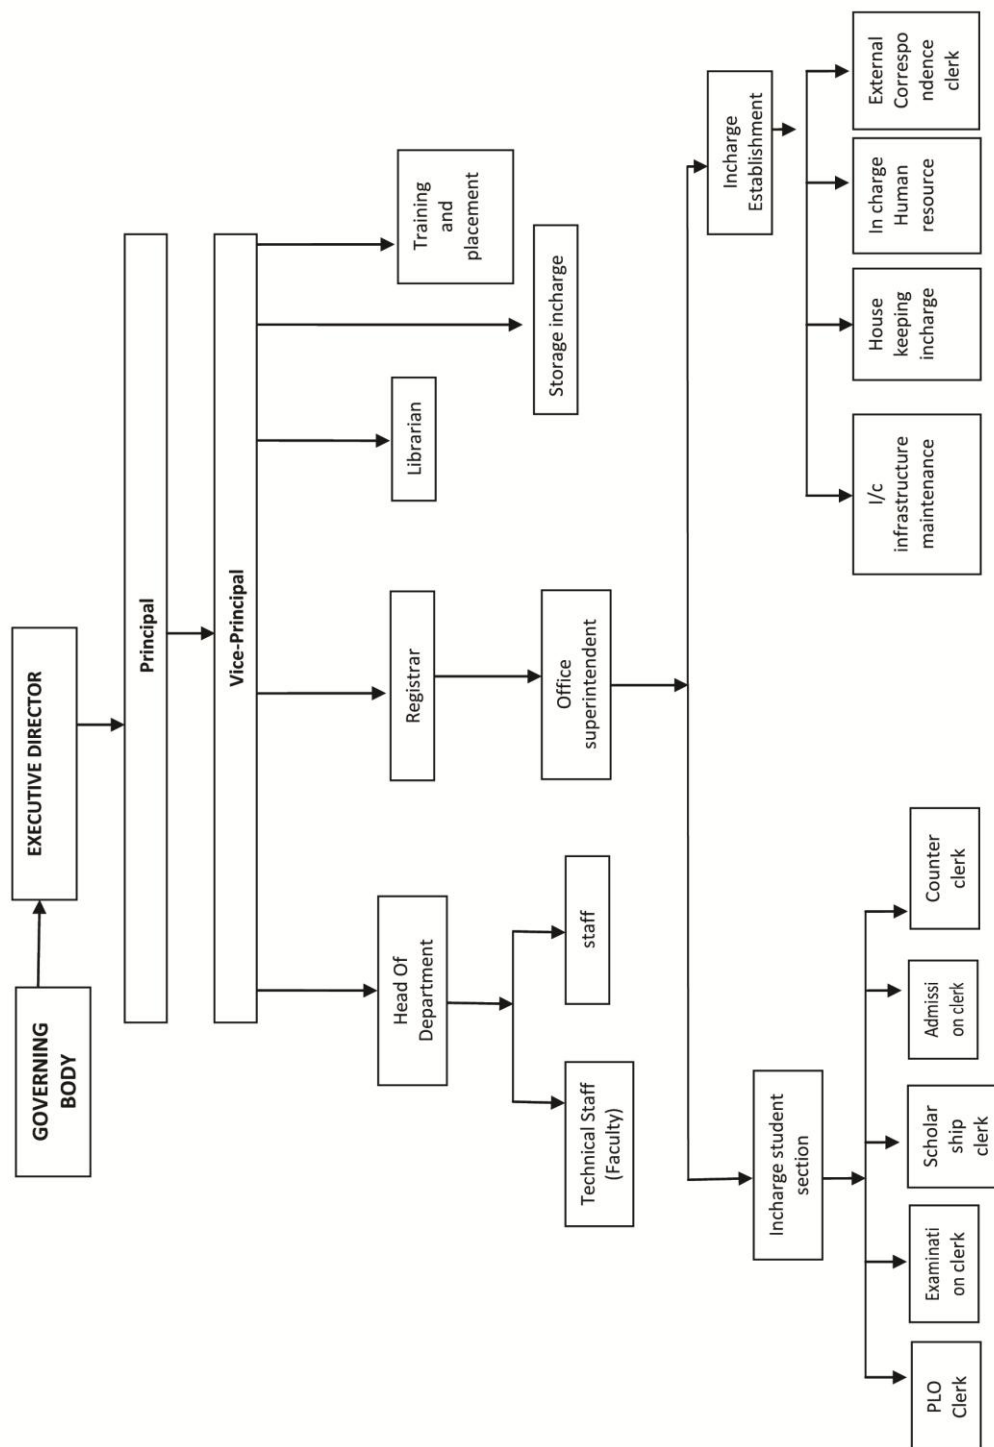 GOVERNING
BODY
EXECUTIVE DIRECTOR
Principal
Vice-Principal
Head Of
Department
Registrar
Librarian
Training
and
placement
Storage incharge
Technical Staff
(Faculty)
staff
Office
superintendent
Incharge student
section
Incharge
Establishment
PLO
Clerk
Examinati
on clerk
Scholar
ship
clerk
Admissi
on clerk
Counter
clerk
I/c
infrastructure
maintenance
House
keeping
incharge
In charge
Human
resource
External
Correspo
ndence
clerk